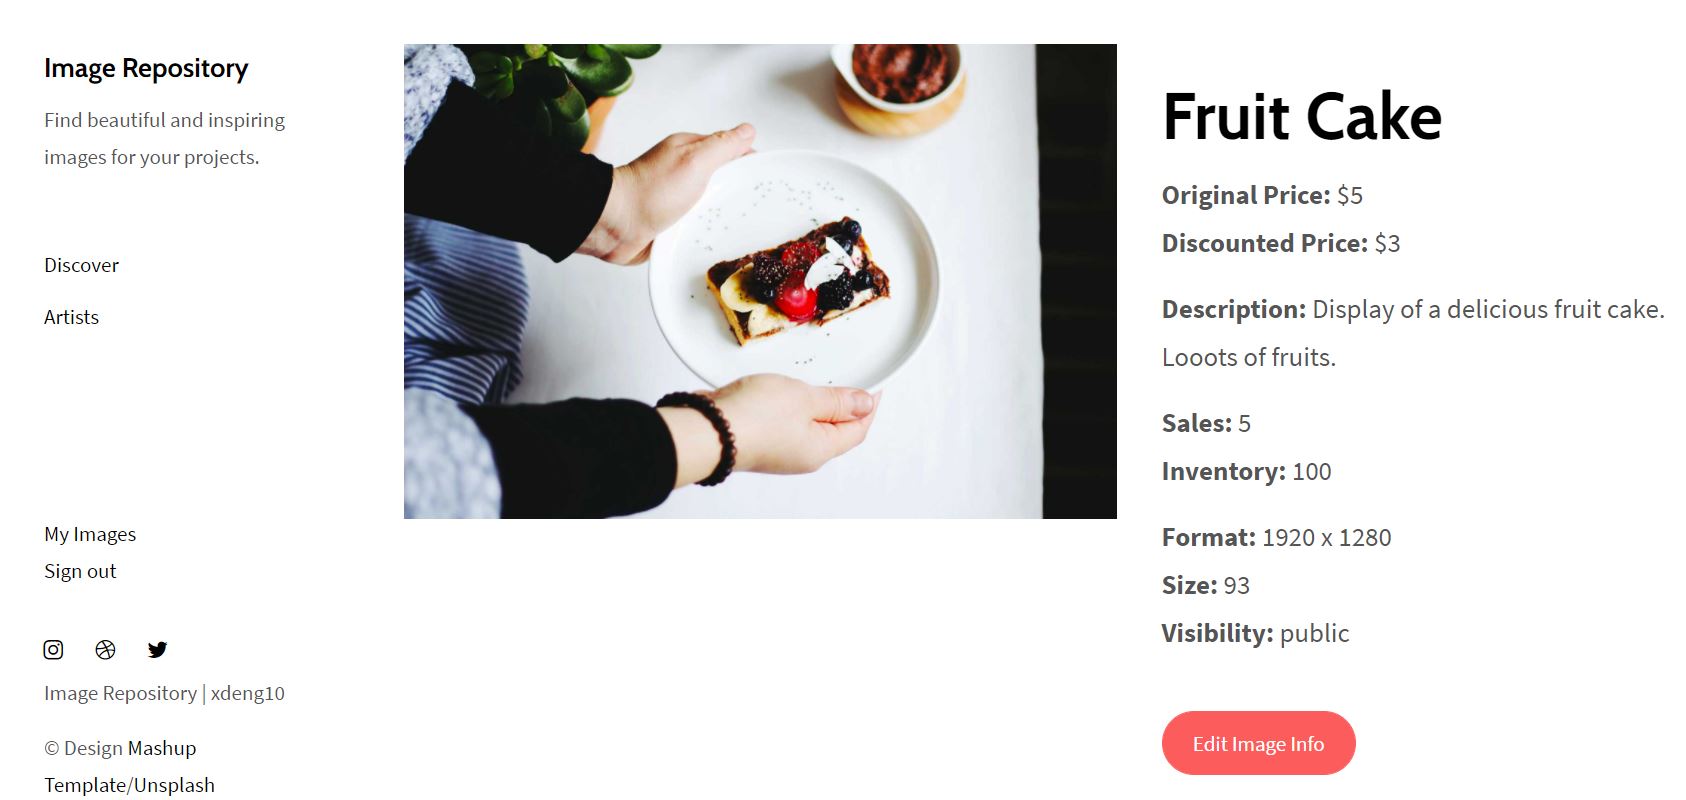 Image Repository
Find beautiful and inspiring
images for your projects.
Discover
Artists
My Images
Sign out
Image Repository | xdeng10
© Design Mashup
Template/Unsplash
Fruit Cake
Original Price: $5
Discounted Price: $3
Description: Display of a delicious fruit cake.
Looots of fruits.
Sales: 5
Inventory: 100
Format: 1920 x 1280
Size: 93
Visibility: public
Edit Image Info